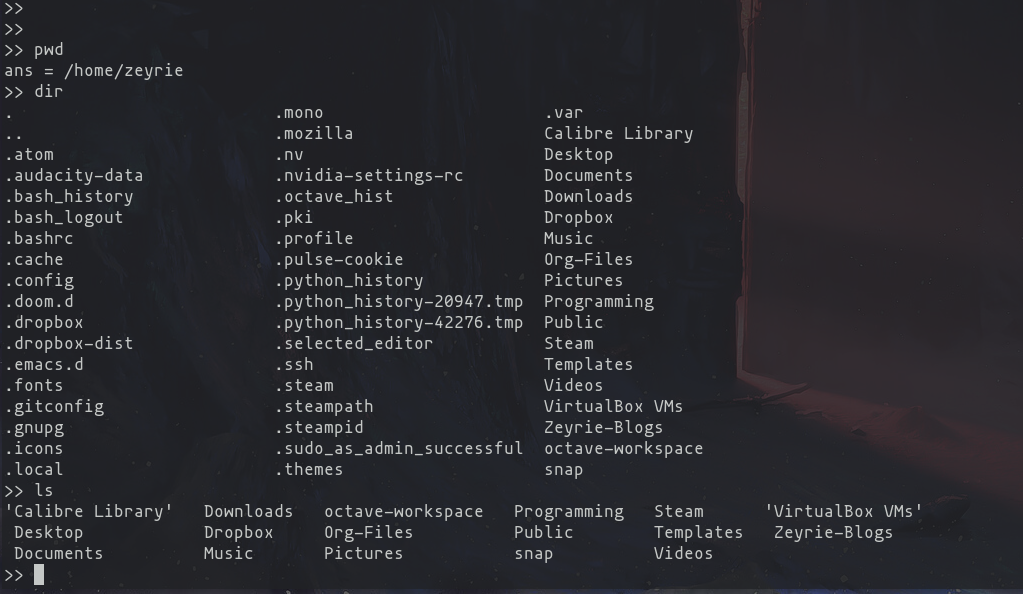 >>
>>
>> pwd
ans = /home/zeyrie
>> dir
. .mono .var
.. .mozilla Calibre Library
.atom .nv Desktop
.audacity-data .nvidia-settings-rc Documents
.bash_history .octave_hist Downloads
.bash_logout .pki Dropbox
.bashrc .profile Music
.cache .pulse-cookie Org-Files
.config .python_history Pictures
.doom.d .python_history-20947.tmp Programming
.dropbox .python_history-42276.tmp Public
.dropbox-dist .selected_editor Steam
.emacs.d .ssh Templates
.fonts .steam Videos
.gitconfig .steampath VirtualBox VMs
.gnupg .steampid Zeyrie-Blogs
.icons .sudo_as_admin_successful octave-workspace
.local .themes snap
>> ls
'Calibre Library' Downloads octave-workspace Programming Steam 'VirtualBox VMs'
Desktop Dropbox Org-Files Public Templates Zeyrie-Blogs
Documents Music Pictures snap Videos
>>